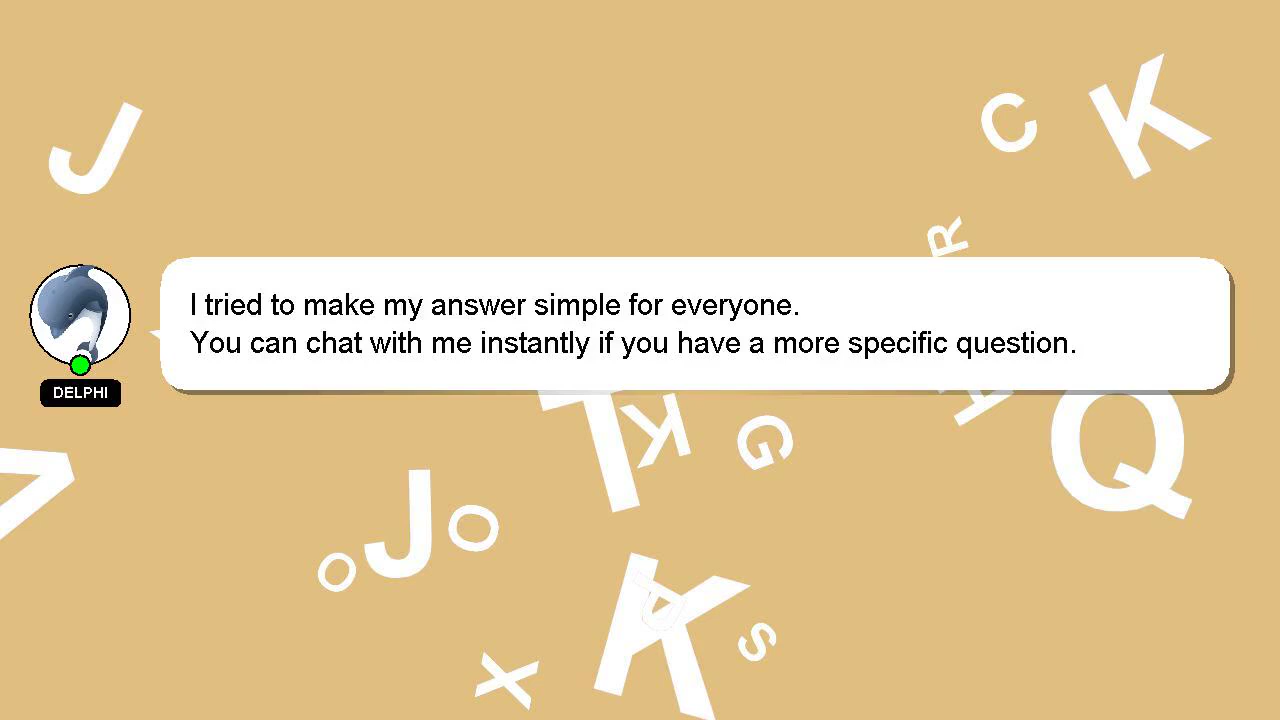 J
C
K
R
I tried to make my answer simple for everyone.
You can chat with me instantly if you have a more specific question.
DELPHI
T
K
G
Q
J
O
O
K
P
S
X